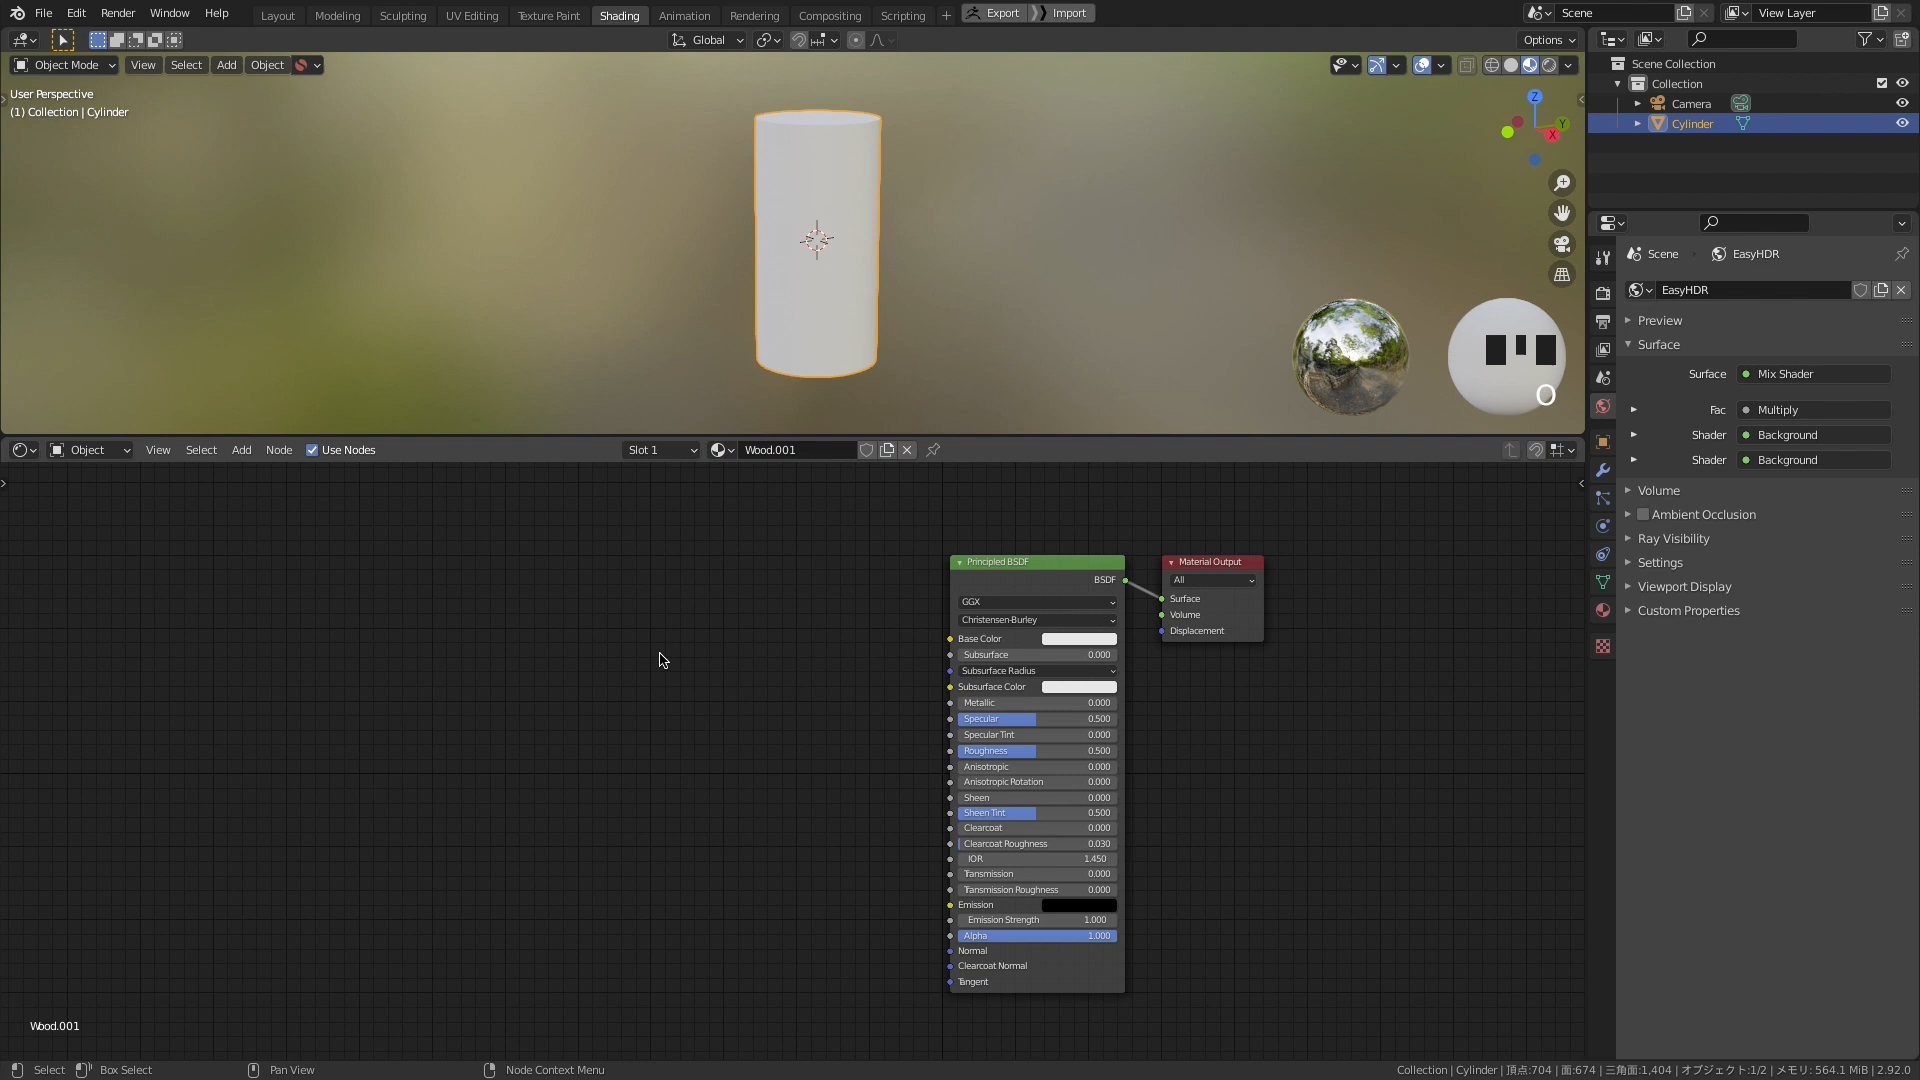 File Edit Render Window Help Layout Modeling Sculpting UV Editing Texture Paint Shading Animation Rendering Compositing Scripting + Export Import Scene View Layer
Global Options
Object Mode View Select Add Object
User Perspective
(1) Collection | Cylinder
Z
Y
X
O
Scene Collection
Collection
Camera
Cylinder
Scene EasyHDR
EasyHDR
Preview
Surface
Surface Mix Shader
Fac Multiply
Shader Background
Shader Background
Volume
Ambient Occlusion
Ray Visibility
Settings
Viewport Display
Custom Properties
Object View Select Add Node Use Nodes Slot 1 Wood.001
Principled BSDF
BSDF
GGX
Christensen-Burley
Base Color
Subsurface 0.000
Subsurface Radius
Subsurface Color
Metallic 0.000
Specular 0.500
Specular Tint 0.000
Roughness 0.500
Anisotropic 0.000
Anisotropic Rotation 0.000
Sheen 0.000
Sheen Tint 0.500
Clearcoat 0.000
Clearcoat Roughness 0.030
IOR 1.450
Transmission 0.000
Transmission Roughness 0.000
Emission
Emission Strength 1.000
Alpha 1.000
Normal
Clearcoat Normal
Tangent
Material Output
All
Surface
Volume
Displacement
Wood.001
Select Box Select Pan View Node Context Menu Collection | Cylinder | 頂点:704 | 面:674 | 三角面:1,404 | オブジェクト:1/2 | メモリ: 564.1 MiB | 2.92.0